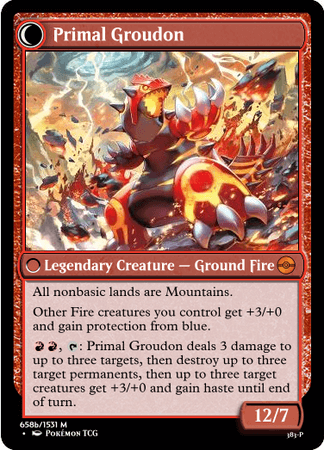 Primal Groudon
Legendary Creature — Ground Fire
All nonbasic lands are Mountains.
Other Fire creatures you control get +3/+0
and gain protection from blue.
, : Primal Groudon deals 3 damage to
up to three targets, then destroy up to three
target permanents, then up to three target
creatures get +3/+0 and gain haste until end
of turn.
12/7
658b/1531 M
• Pokémon TCG
383-P